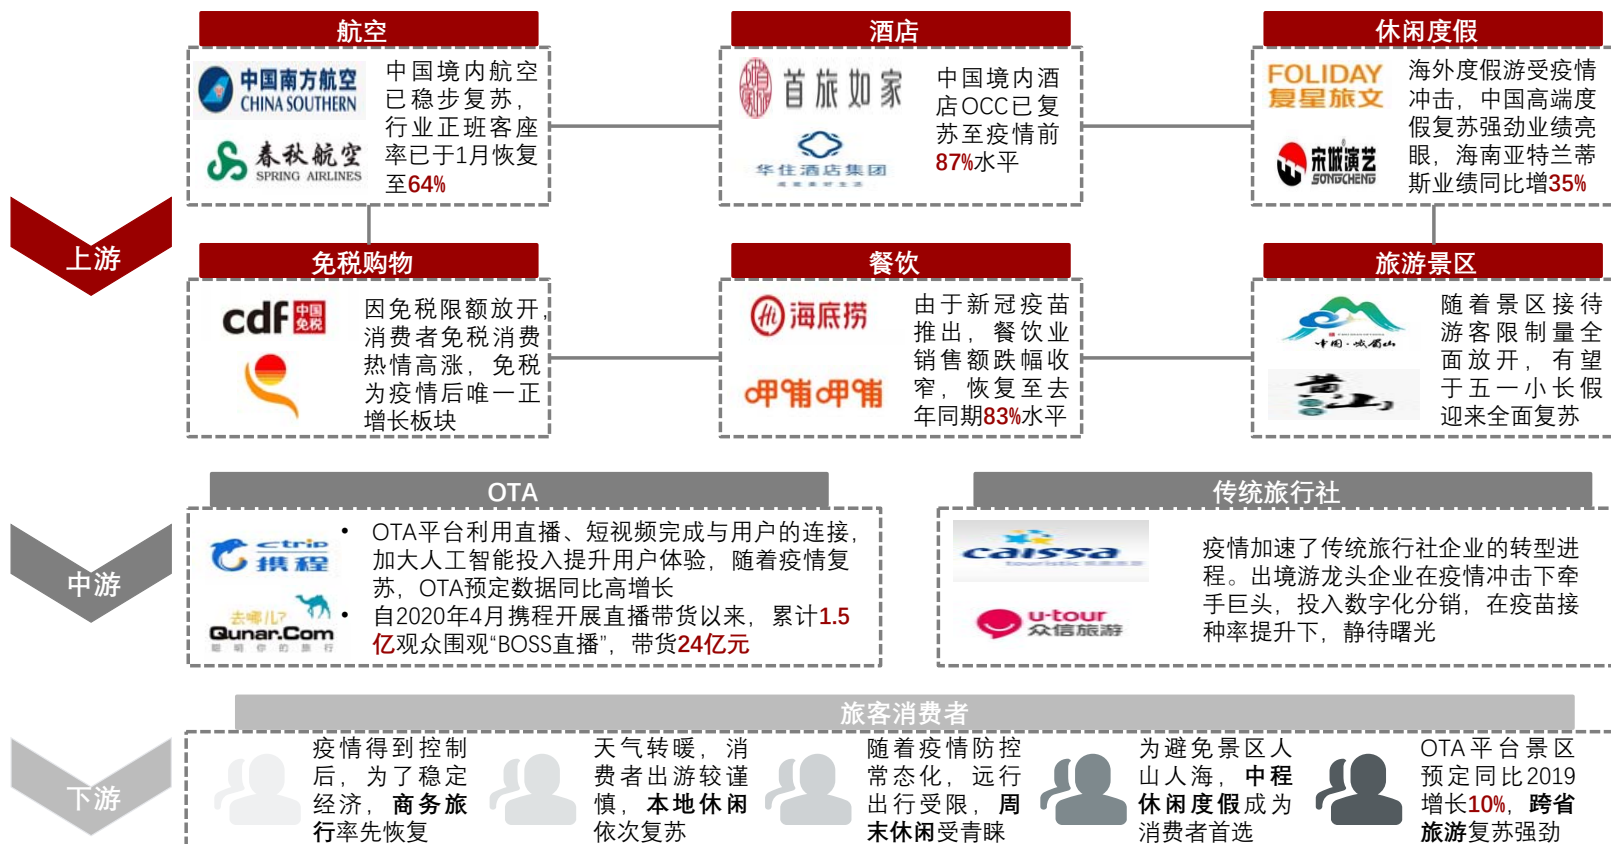 航空
中国南方航空
CHINA SOUTHERN
春秋航空
SPRING AIRLINES
中国境内航空
已稳步复苏，
行业正班客座
率已于1月恢复
至64%
酒店
首旅如家
华住酒店集团
中国境内酒
店OCC已复
苏至疫情前
87%水平
休闲度假
FOLIDAY
复星旅文
宋城演艺
SONGCHENG
海外度假游受疫情
冲击，中国高端度
假复苏强劲业绩亮
眼，海南亚特兰蒂
斯业绩同比增35%
上游
免税购物
cdf 中国
免税
因免税限额放开，
消费者免税消费
热情高涨，免税
为疫情后唯一正
增长板块
餐饮
Hi 海底捞
呷哺呷哺
由于新冠疫苗
推出，餐饮业
销售额跌幅收
窄，恢复至去
年同期83%水平
旅游景区
中国·峨眉山
黄山
随着景区接待
游客限制量全
面放开，有望
于五一小长假
迎来全面复苏
中游
OTA
ctrip
携程
去哪儿?
Qunar.Com
聪明你的旅行
• OTA平台利用直播、短视频完成与用户的连接，
加大人工智能投入提升用户体验，随着疫情复
苏，OTA预定数据同比高增长
• 自2020年4月携程开展直播带货以来，累计1.5
亿观众围观“BOSS直播”，带货24亿元
传统旅行社
caissa
touristic
u-tour
众信旅游
疫情加速了传统旅行社企业的转型进
程。出境游龙头企业在疫情冲击下牵
手巨头，投入数字化分销，在疫苗接
种率提升下，静待曙光
下游
旅客消费者
疫情得到控制
后，为了稳定
经济，商务旅
行率先恢复
天气转暖，消
费者出游较谨
慎，本地休闲
依次复苏
随着疫情防控
常态化，远行
出行受限，周
末休闲受青睐
为避免景区人
山人海，中程
休闲度假成为
消费者首选
OTA平台景区
预定同比2019
增长10%，跨省
旅游复苏强劲